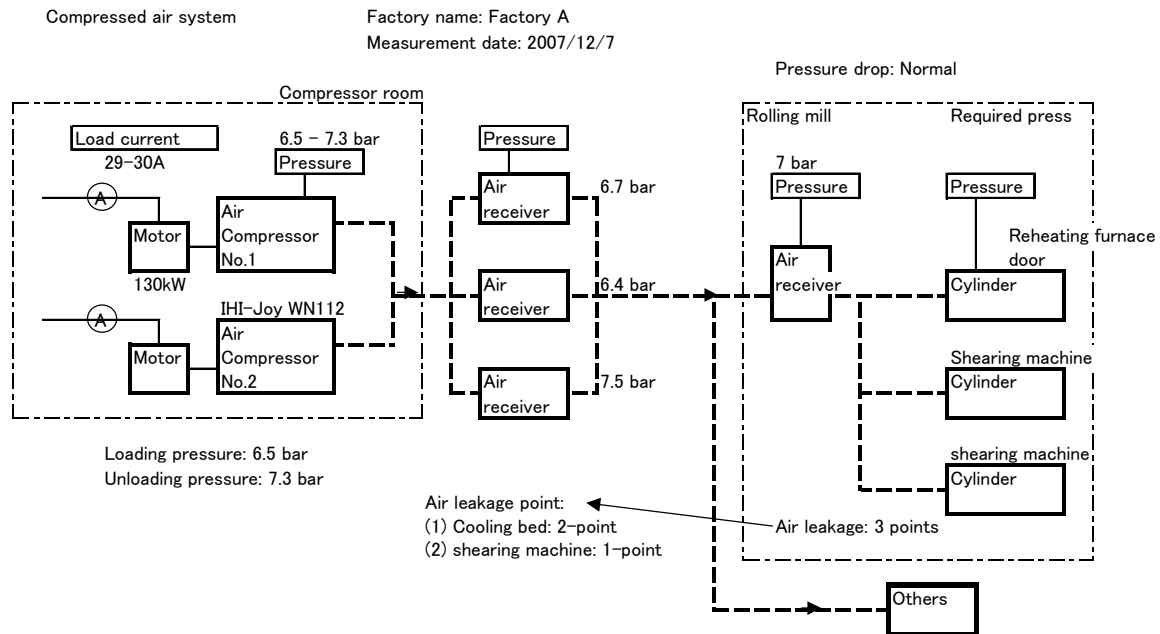 Compressed air system
Factory name: Factory A
Measurement date: 2007/12/7
Pressure drop: Normal
Compressor room
Load current
29-30A
6.5 - 7.3 bar
Pressure
A
Motor
130kW
Air
Compressor
No.1
A
Motor
IHI-Joy WN112
Air
Compressor
No.2
Loading pressure: 6.5 bar
Unloading pressure: 7.3 bar
Pressure
Air
receiver
6.7 bar
Air
receiver
6.4 bar
Air
receiver
7.5 bar
Rolling mill
Required press
7 bar
Pressure
Pressure
Air
receiver
Reheating furnace
door
Cylinder
Shearing machine
Cylinder
shearing machine
Cylinder
Air leakage point:
(1) Cooling bed: 2-point
(2) shearing machine: 1-point
Air leakage: 3 points
Others